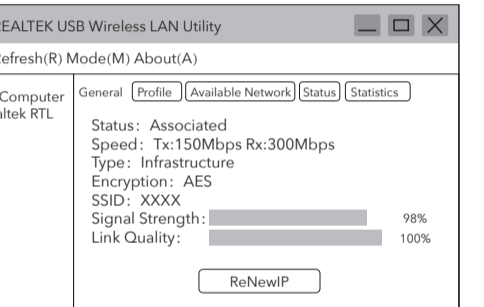 REALTEK USB Wireless LAN Utility
Refresh(R) Mode(M) About(A)
Computer
altek RTL
General Profile Available Network Status Statistics
Status: Associated
Speed: Tx:150Mbps Rx:300Mbps
Type: Infrastructure
Encryption: AES
SSID: XXXX
Signal Strength: 98%
Link Quality: 100%
ReNewIP